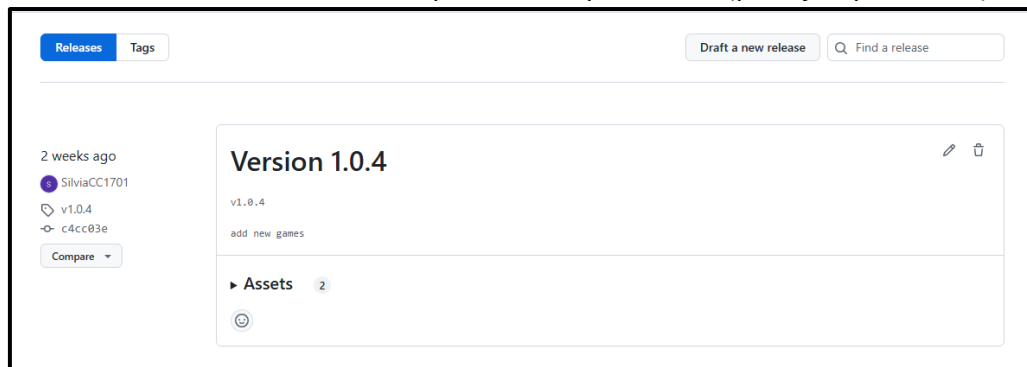 Releases Tags Draft a new release Find a release
2 weeks ago
S SilviaCC1701
v1.0.4
c4cc03e
Compare
Version 1.0.4
v1.0.4
add new games
Assets 2